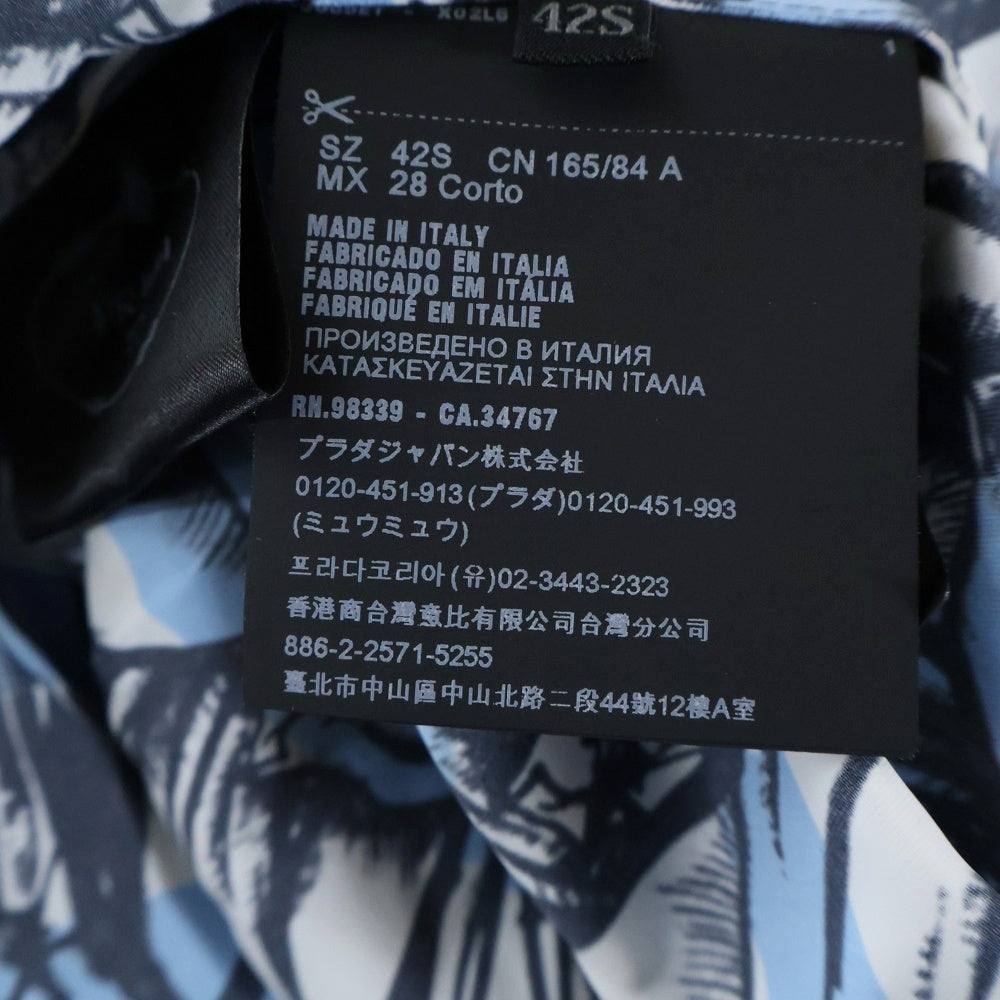 X02L6
42S
SZ 42S CN 165/84 A
MX 28 Corto
MADE IN ITALY
FABRICADO EN ITALIA
FABRICADO EM ITÁLIA
FABRIQUÉ EN ITALIE
ПРОИЗВЕДЕНО В ИТАЛИЯ
ΚΑΤΑΣΚΕΥΑΖΕΤΑΙ ΣΤΗΝ ΙΤΑΛΙΑ
RN.98339 - CA.34767
プラダジャパン株式会社
0120-451-913(プラダ)0120-451-993
(ミュウミュウ)
프라다코리아(유)02-3443-2323
香港商台灣意比有限公司台灣分公司
886-2-2571-5255
臺北市中山區中山北路二段44號12樓A室